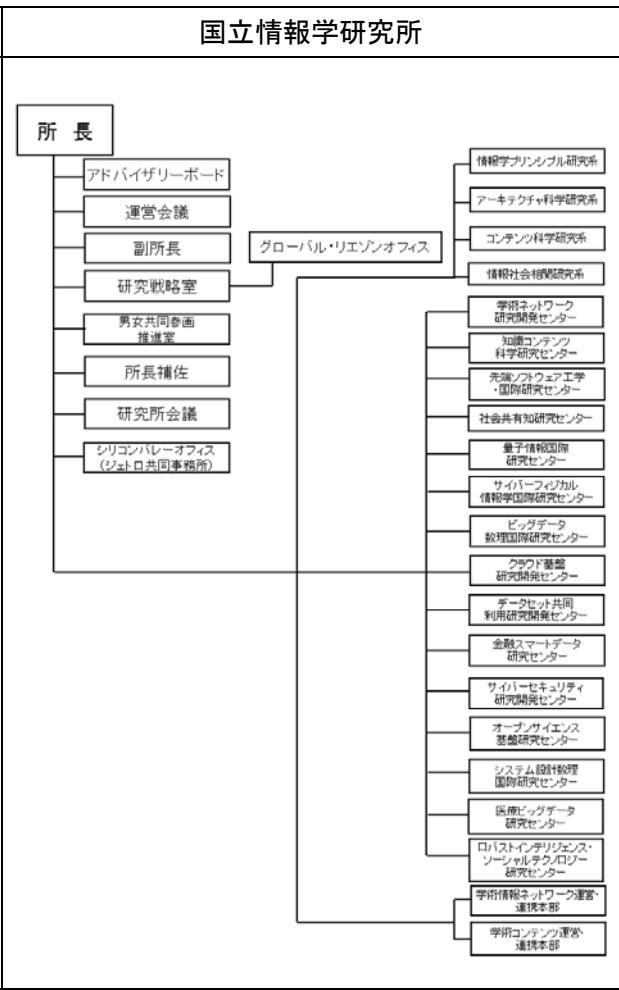 国立情報学研究所
所 長
アドバイザリーボード
運営会議
副所長
研究戦略室
グローバル・リエゾンオフィス
男女共同参画
推進室
所長補佐
研究所会議
シリコンバレーオフィス
(ジェトロ共同事務所)
情報学プリンシプル研究系
アーキテクチャ科学研究系
コンテンツ科学研究系
情報社会相関研究系
学術ネットワーク
研究開発センター
知識コンテンツ
科学研究センター
先端ソフトウェア工学
・国際研究センター
社会共有知研究センター
量子情報国際
研究センター
サイバーフィジカル
情報学国際研究センター
ビッグデータ
数理国際研究センター
クラウド基盤
研究開発センター
データセット共同
利用研究開発センター
金融スマートデータ
研究センター
サイバーセキュリティ
研究開発センター
オープンサイエンス
基盤研究センター
システム設計数理
国際研究センター
医療ビッグデータ
研究センター
ロバストインテリジェンス・
ソーシャルテクノロジー
研究センター
学術情報ネットワーク運営・
連携本部
学術コンテンツ運営・
連携本部